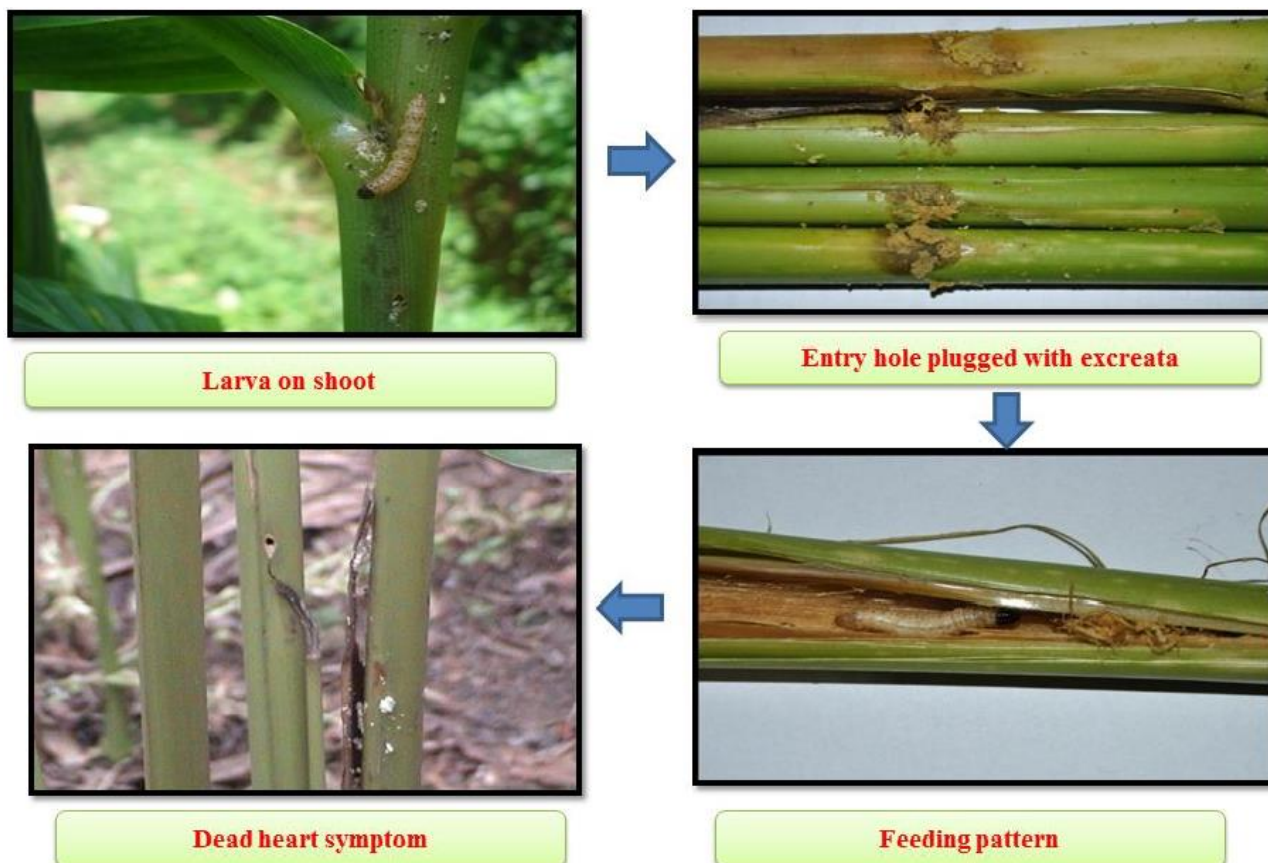 Larva on shoot
Entry hole plugged with excreata
Dead heart symptom
Feeding pattern